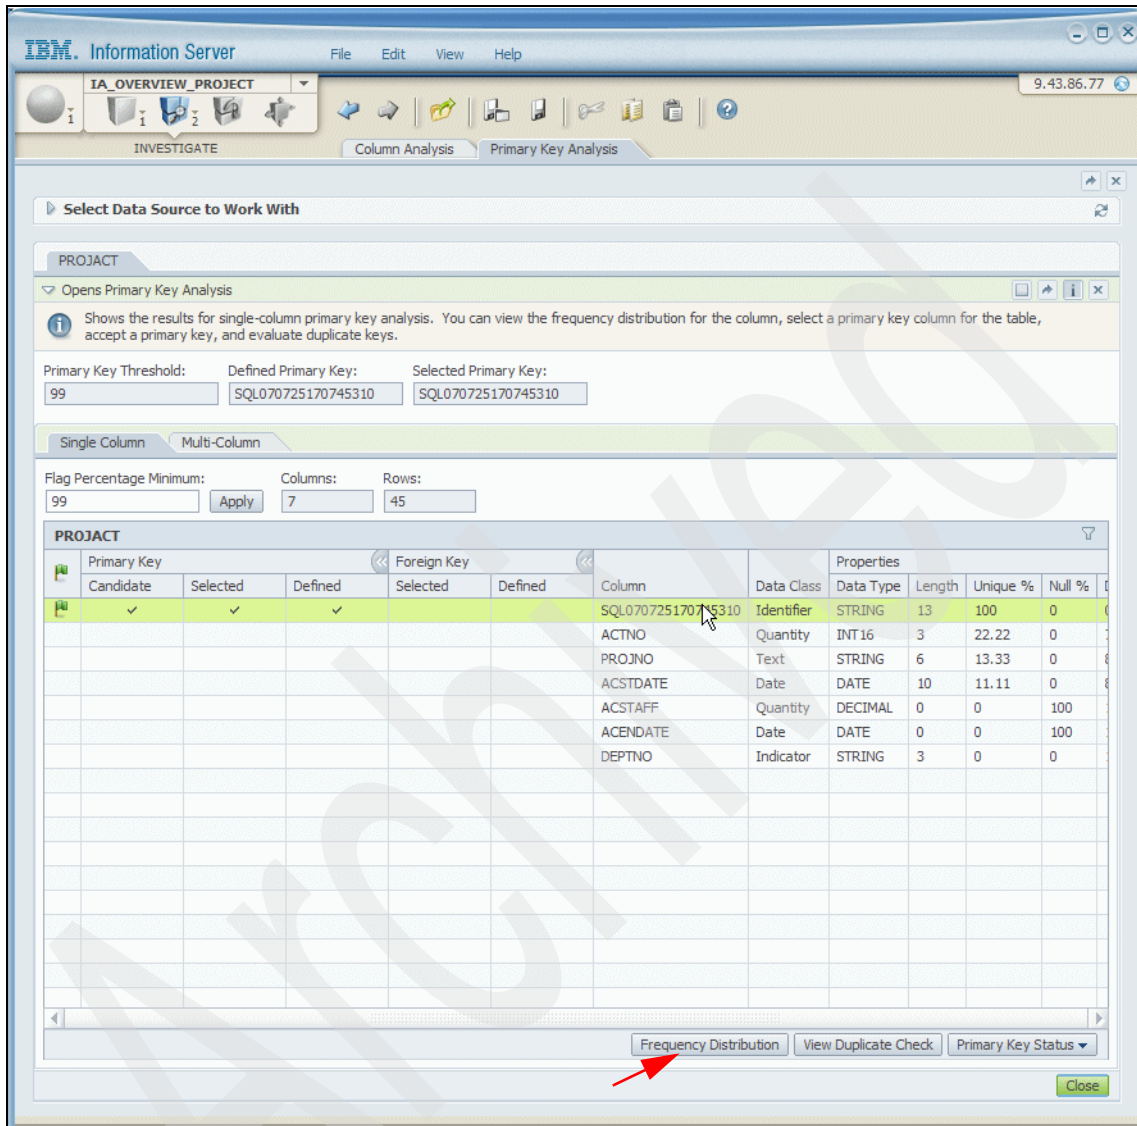 IBM. Information Server File Edit View Help
IA_OVERVIEW_PROJECT 9.43.86.77
1 1 2
INVESTIGATE Column Analysis Primary Key Analysis
Select Data Source to Work With
PROJACT
Opens Primary Key Analysis
Shows the results for single-column primary key analysis. You can view the frequency distribution for the column, select a primary key column for the table,
accept a primary key, and evaluate duplicate keys.
Primary Key Threshold: Defined Primary Key: Selected Primary Key:
99 SQL070725170745310 SQL070725170745310
Single Column Multi-Column
Flag Percentage Minimum: Columns: Rows:
99 Apply 7 45
PROJACT
Primary Key Foreign Key Properties
Candidate Selected Defined Selected Defined Column Data Class Data Type Length Unique % Null %
SQL070725170745310 Identifier STRING 13 100 0
ACTNO Quantity INT16 3 22.22 0
PROJNO Text STRING 6 13.33 0
ACSTDATE Date DATE 10 11.11 0
ACSTAFF Quantity DECIMAL 0 0 100
ACENDATE Date DATE 0 0 100
DEPTNO Indicator STRING 3 0 0
Frequency Distribution View Duplicate Check Primary Key Status
Close
Archived